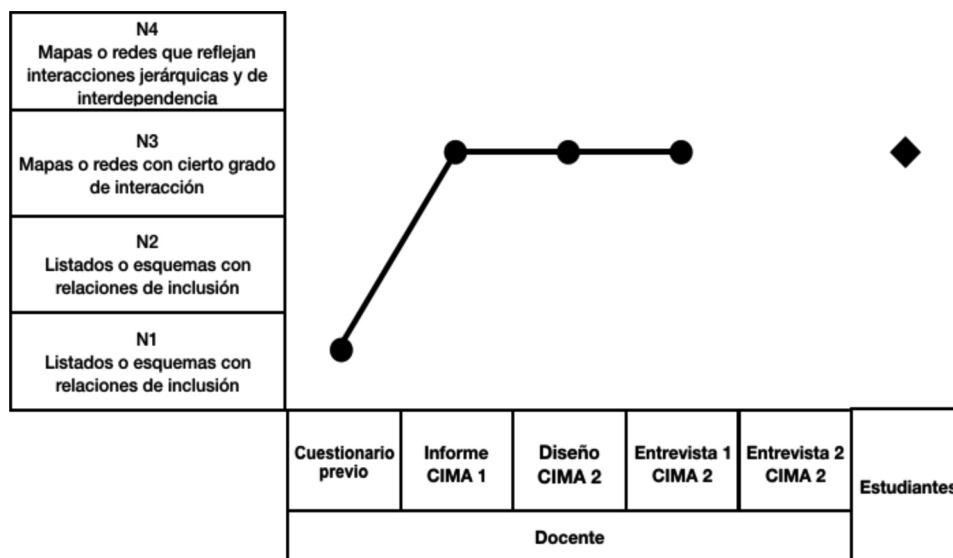 N4
Mapas o redes que reflejan
interacciones jerárquicas y de
interdependencia
N3
Mapas o redes con cierto grado
de interacción
N2
Listados o esquemas con
relaciones de inclusión
N1
Listados o esquemas con
relaciones de inclusión
Cuestionario
previo
Informe
CIMA 1
Diseño
CIMA 2
Entrevista 1
CIMA 2
Entrevista 2
CIMA 2
Estudiantes
Docente